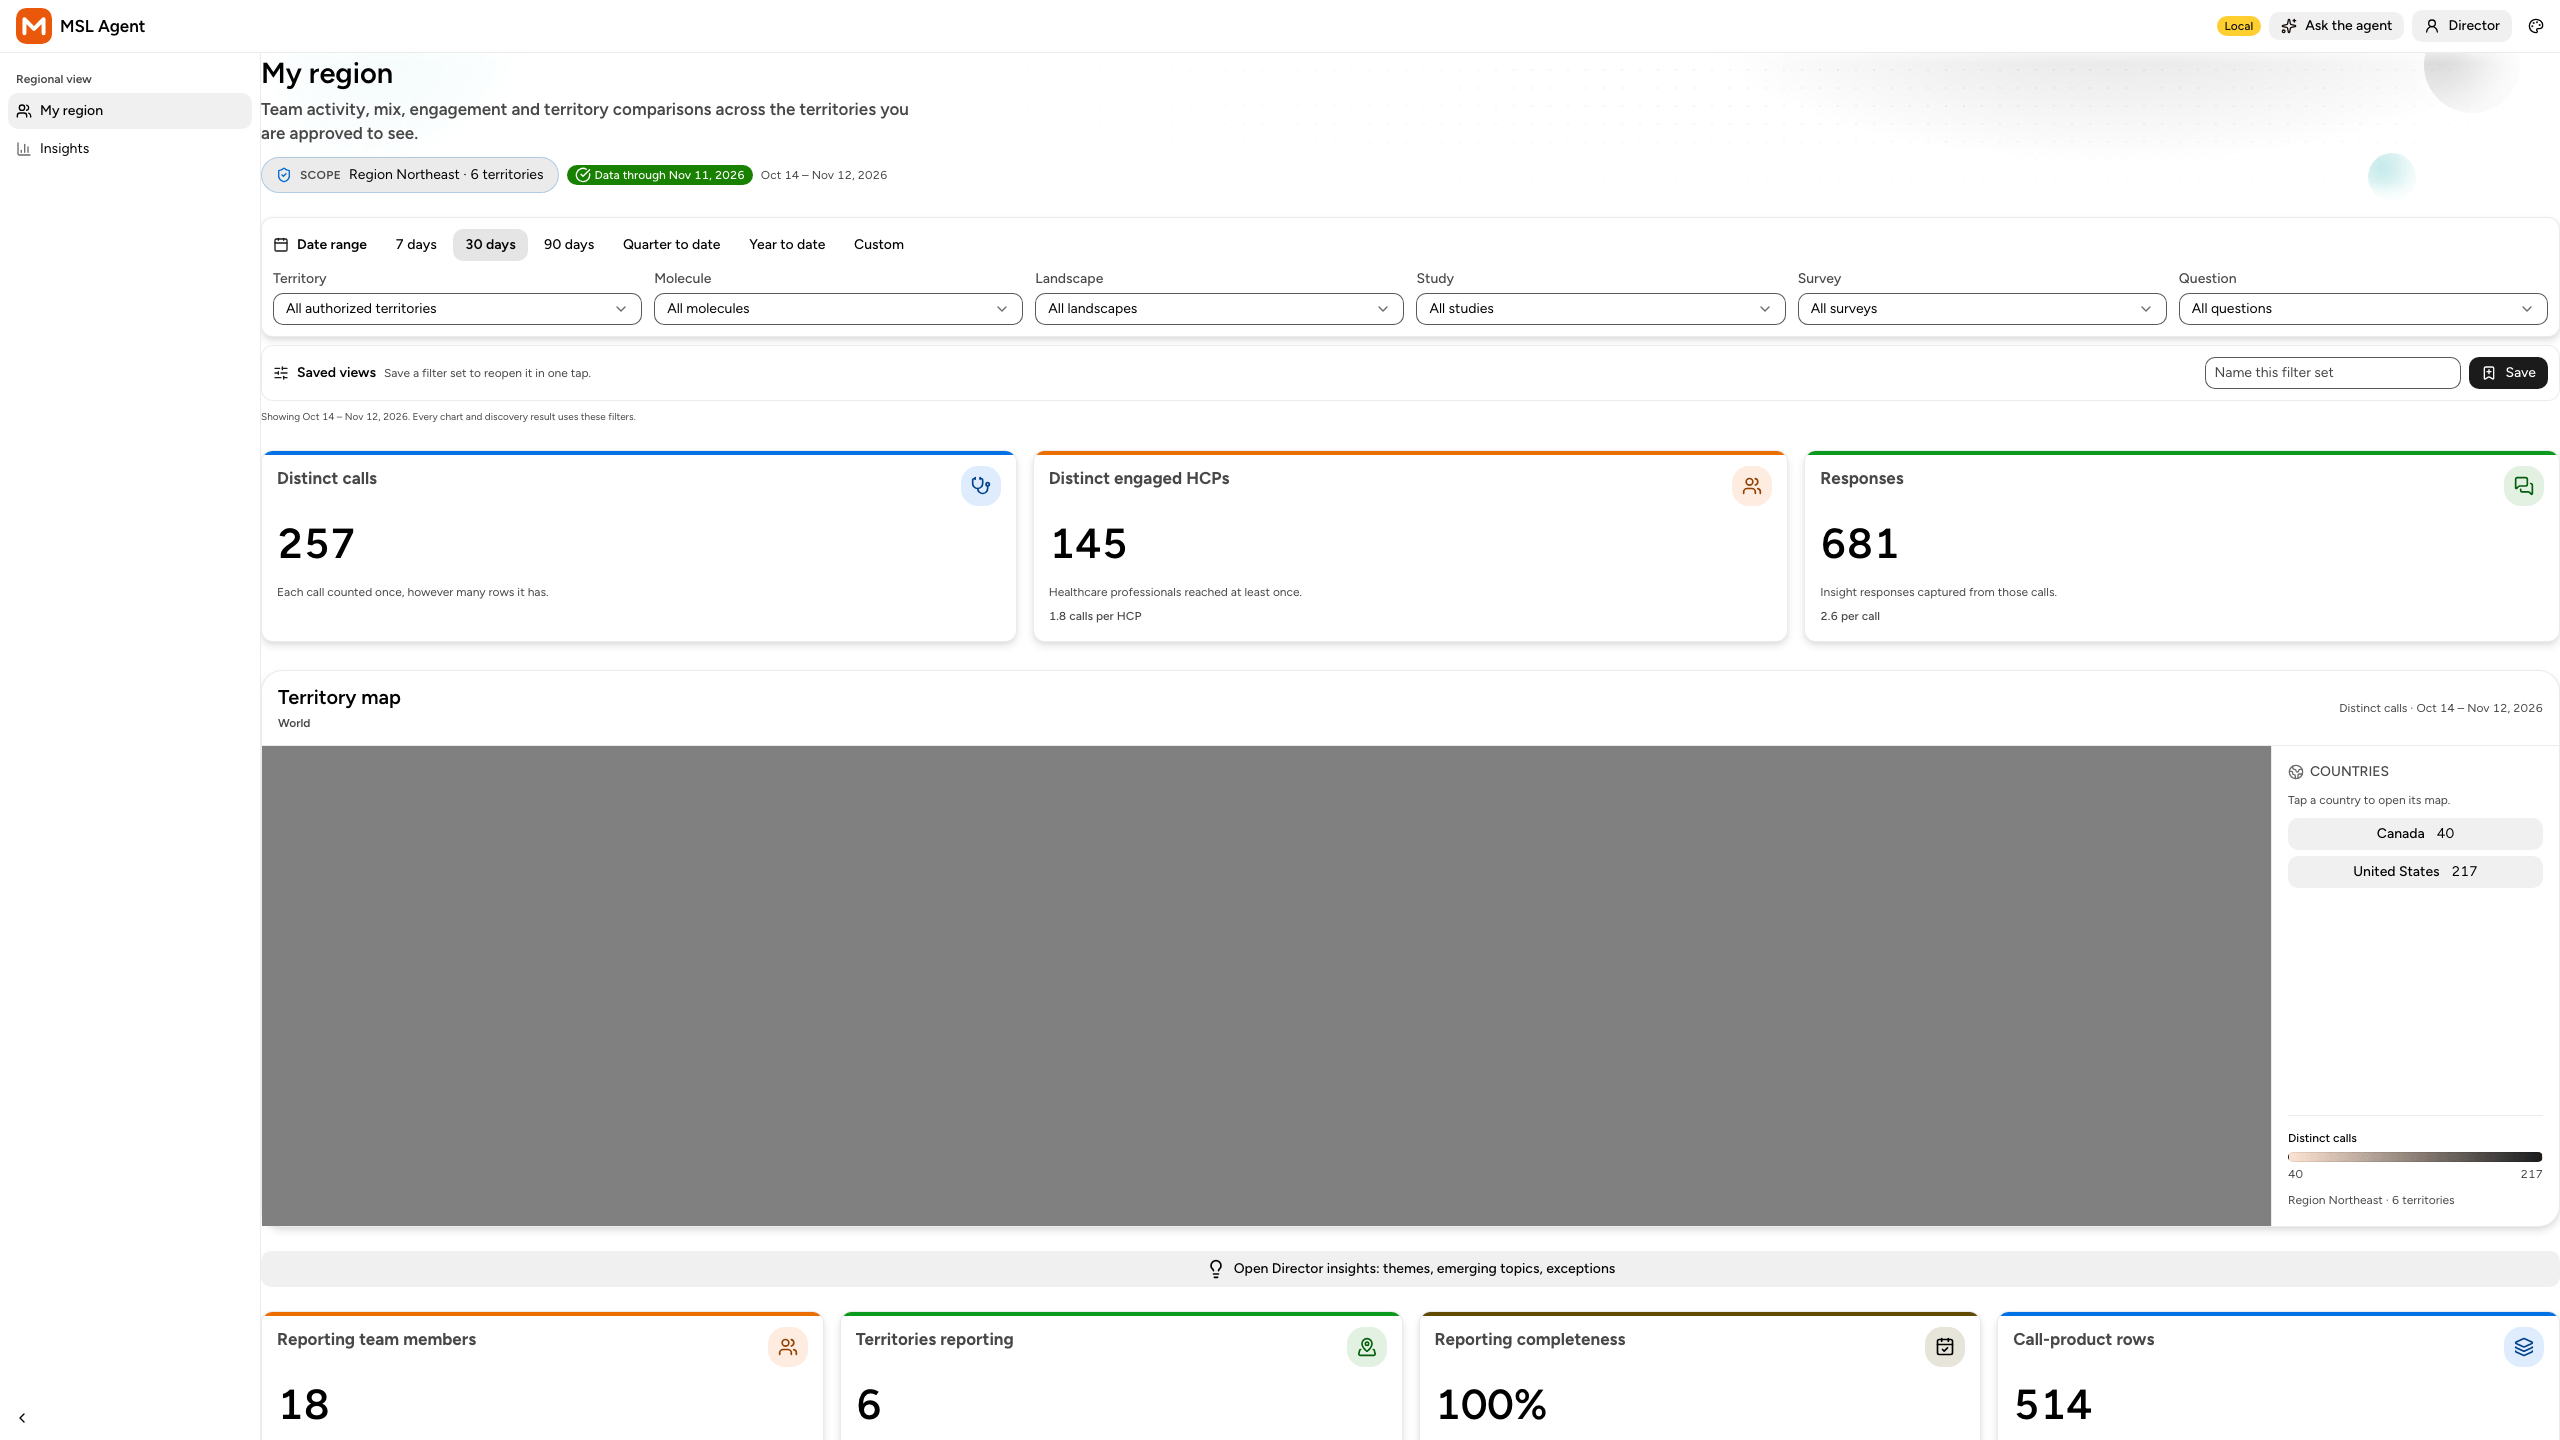 MSL Agent
Local
Ask the agent
Director
Regional view
My region
Insights
My region
Team activity, mix, engagement and territory comparisons across the territories you
are approved to see.
SCOPE Region Northeast · 6 territories
Data through Nov 11, 2026
Oct 14 – Nov 12, 2026
Date range
7 days
30 days
90 days
Quarter to date
Year to date
Custom
Territory
Molecule
Landscape
Study
Survey
Question
All authorized territories
All molecules
All landscapes
All studies
All surveys
All questions
Saved views
Save a filter set to reopen it in one tap.
Name this filter set
Save
Showing Oct 14 – Nov 12, 2026. Every chart and discovery result uses these filters.
Distinct calls
257
Each call counted once, however many rows it has.
Distinct engaged HCPs
145
Healthcare professionals reached at least once.
1.8 calls per HCP
Responses
681
Insight responses captured from those calls.
2.6 per call
Territory map
World
Distinct calls · Oct 14 – Nov 12, 2026
COUNTRIES
Tap a country to open its map.
Canada 40
United States 217
Distinct calls
40
217
Region Northeast · 6 territories
Open Director insights: themes, emerging topics, exceptions
Reporting team members
18
Territories reporting
6
Reporting completeness
100%
Call-product rows
514